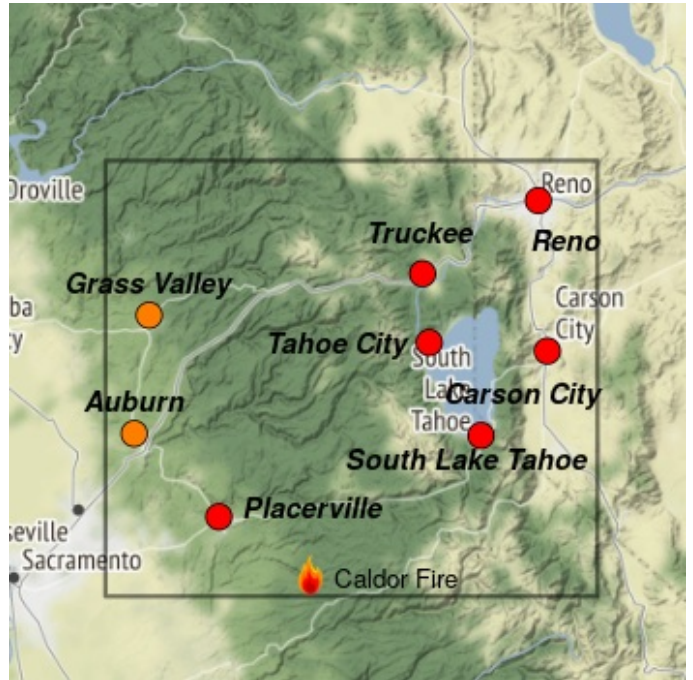 Oroville
Reno
Truckee
Reno
Grass Valley
Carson
City
Tahoe City
South
Lake
Tahoe
Carson City
Auburn
South Lake Tahoe
Placerville
seville
Sacramento
Caldor Fire